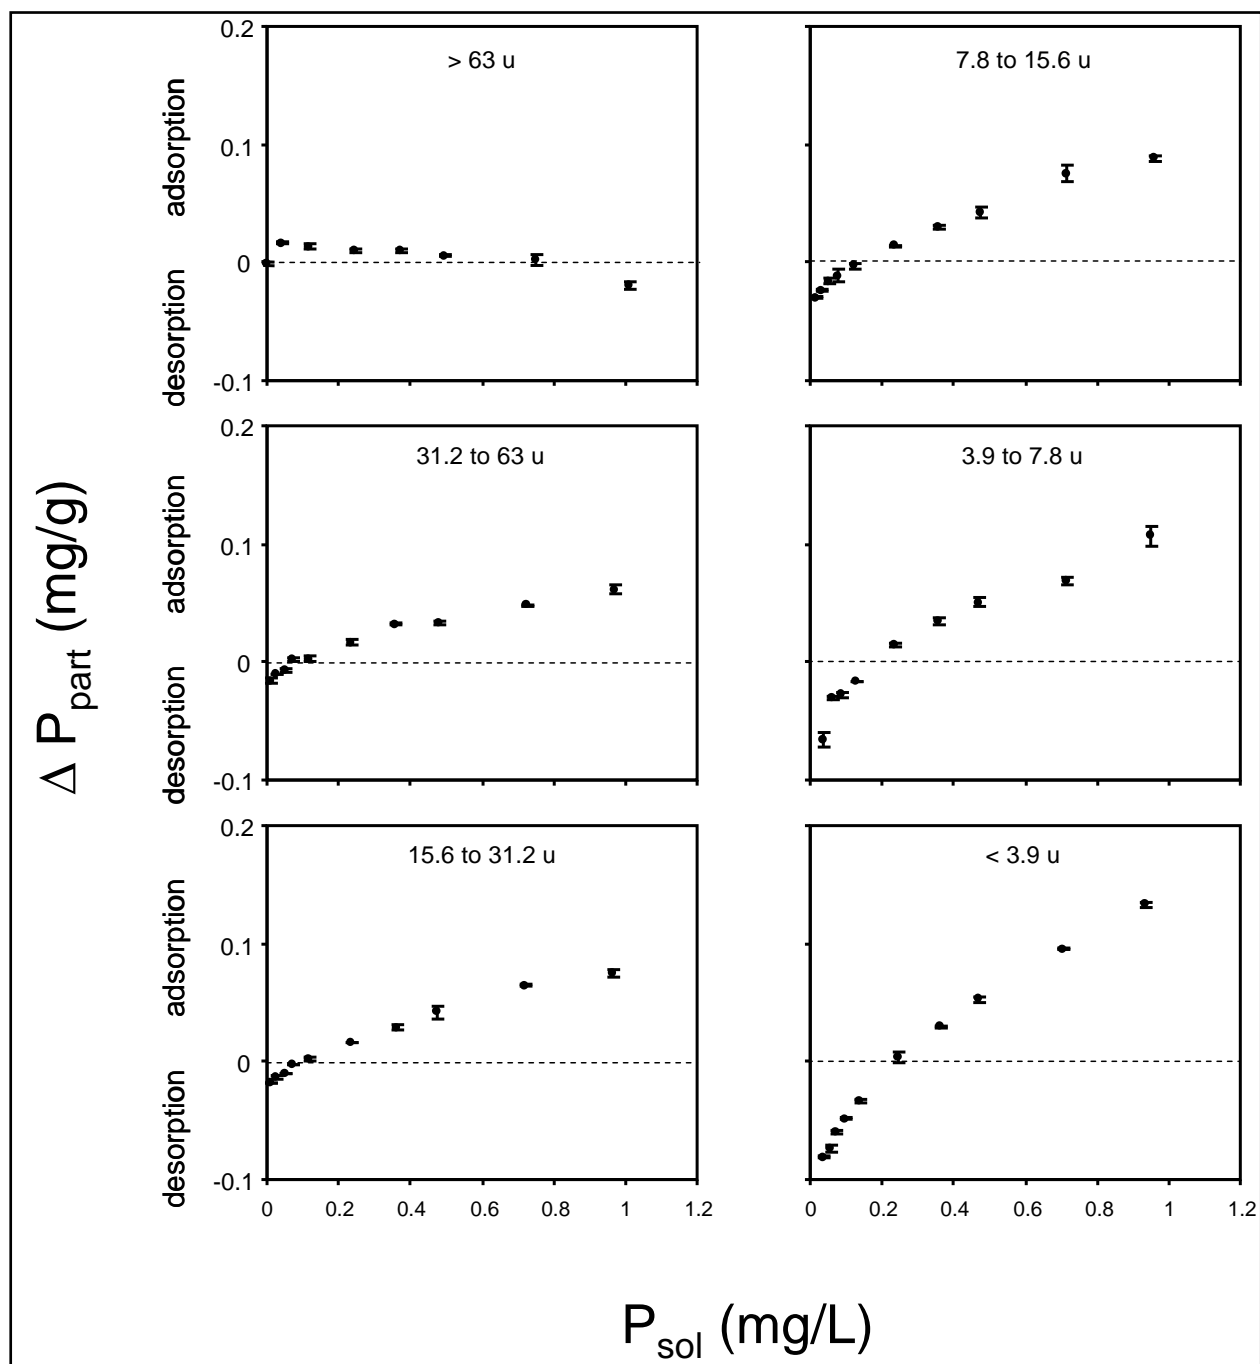 Δ P_part (mg/g)
> 63 u
adsorption
desorption
0.2
0.1
0
-0.1
7.8 to 15.6 u
31.2 to 63 u
adsorption
desorption
0.2
0.1
0
-0.1
3.9 to 7.8 u
15.6 to 31.2 u
adsorption
desorption
0.2
0.1
0
-0.1
0 0.2 0.4 0.6 0.8 1 1.2
< 3.9 u
0 0.2 0.4 0.6 0.8 1 1.2
P_sol (mg/L)